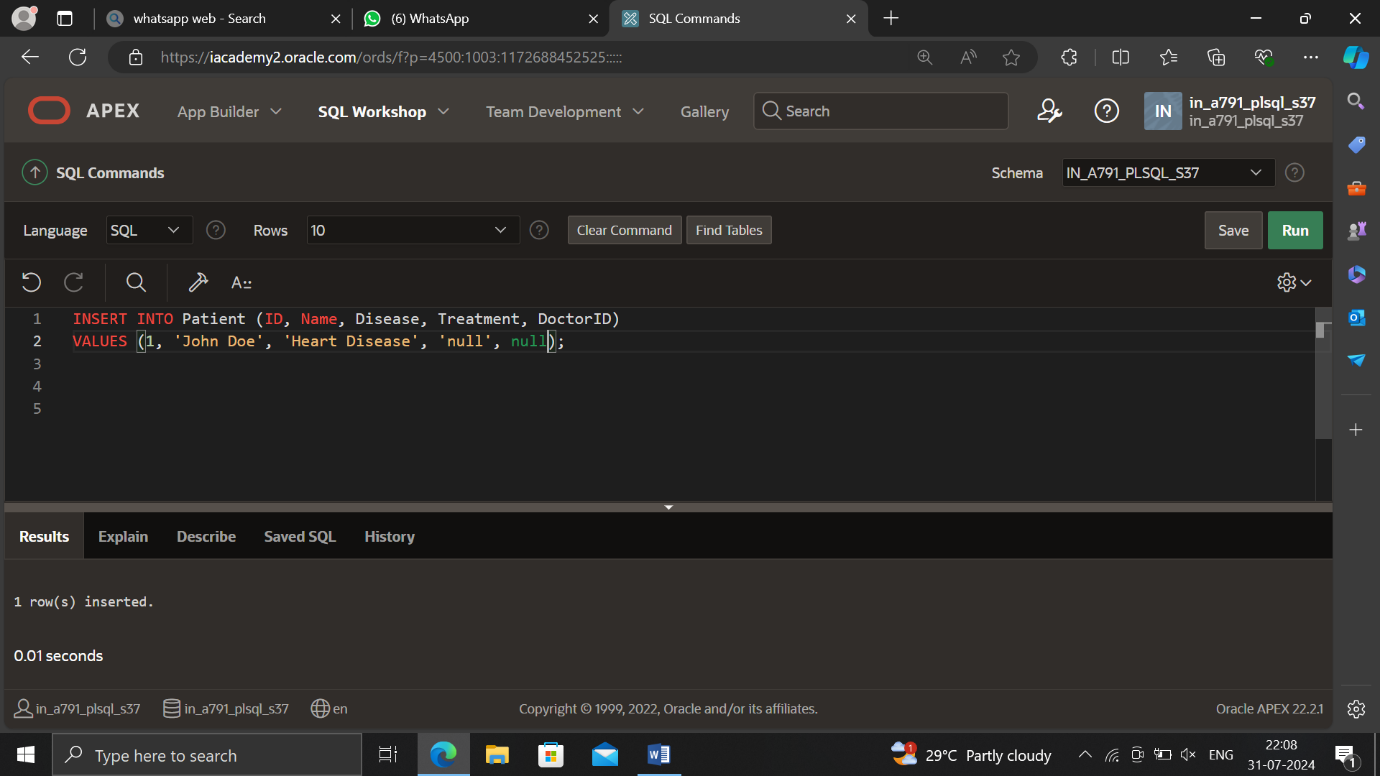 whatsapp web - Search
(6) WhatsApp
SQL Commands
https://iacademy2.oracle.com/ords/f?p=4500:1003:1172688452525:::::
APEX
App Builder
SQL Workshop
Team Development
Gallery
Search
IN
in_a791_plsql_s37
in_a791_plsql_s37
SQL Commands
Schema
IN_A791_PLSQL_S37
Language
SQL
Rows
10
Clear Command
Find Tables
Save
Run
A::
1 INSERT INTO Patient (ID, Name, Disease, Treatment, DoctorID)
2 VALUES (1, 'John Doe', 'Heart Disease', 'null', null);
3
4
5
Results
Explain
Describe
Saved SQL
History
1 row(s) inserted.
0.01 seconds
in_a791_plsql_s37
in_a791_plsql_s37
en
Copyright © 1999, 2022, Oracle and/or its affiliates.
Oracle APEX 22.2.1
Type here to search
1
29°C Partly cloudy
ENG
22:08
31-07-2024
1